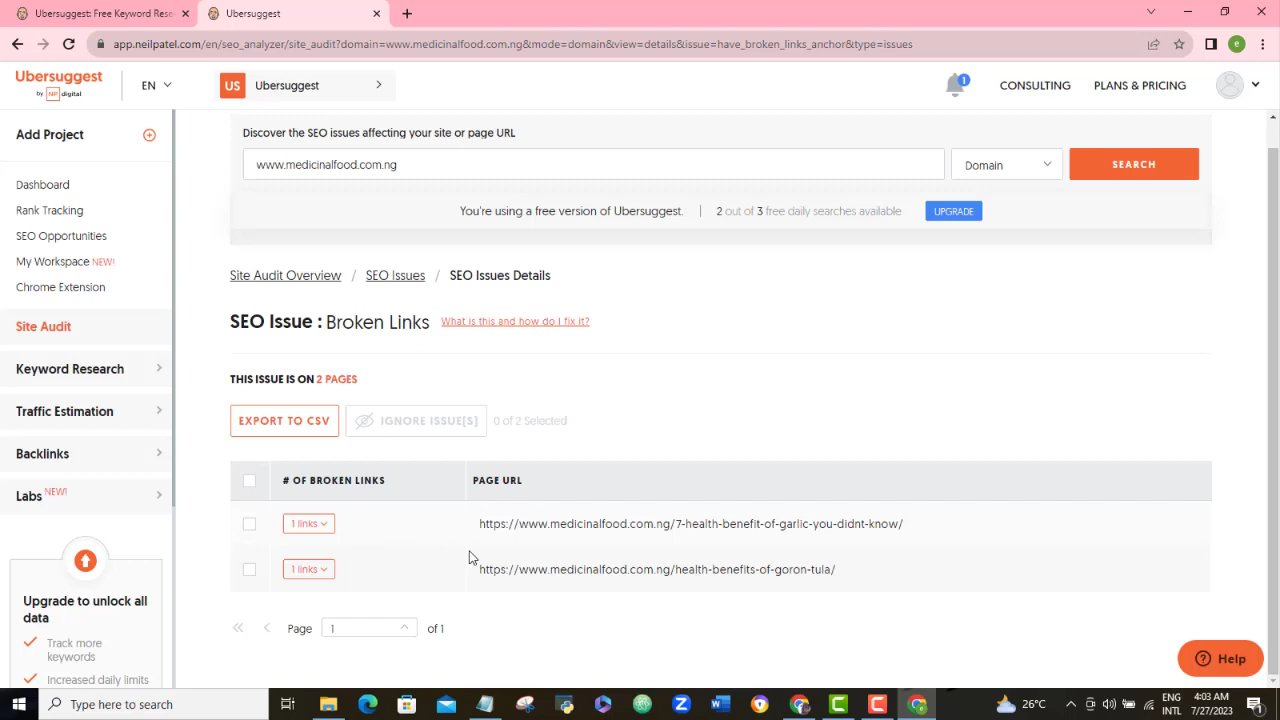 Ubersuggest: Free Keyword Rese
Ubersuggest
app.neilpatel.com/en/seo_analyzer/site_audit?domain=www.medicinalfood.com.ng&mode=domain&view=details&issue=have_broken_links_anchor&type=issues
e
Ubersuggest
by NP digital
EN
US Ubersuggest
1
CONSULTING
PLANS & PRICING
Add Project
Dashboard
Rank Tracking
SEO Opportunities
My Workspace NEW!
Chrome Extension
Site Audit
Keyword Research
Traffic Estimation
Backlinks
Labs NEW!
Upgrade to unlock all
data
Track more
keywords
Increased daily limits
Discover the SEO issues affecting your site or page URL
www.medicinalfood.com.ng
Domain
SEARCH
You're using a free version of Ubersuggest. | 2 out of 3 free daily searches available UPGRADE
Site Audit Overview / SEO Issues / SEO Issues Details
SEO Issue : Broken Links What is this and how do I fix it?
THIS ISSUE IS ON 2 PAGES
EXPORT TO CSV IGNORE ISSUE[S] 0 of 2 Selected
# OF BROKEN LINKS PAGE URL
1 links https://www.medicinalfood.com.ng/7-health-benefit-of-garlic-you-didnt-know/
1 links https://www.medicinalfood.com.ng/health-benefits-of-goron-tula/
Page 1 of 1
Help
Type here to search
26°C
ENG
INTL
4:03 AM
7/27/2023
1